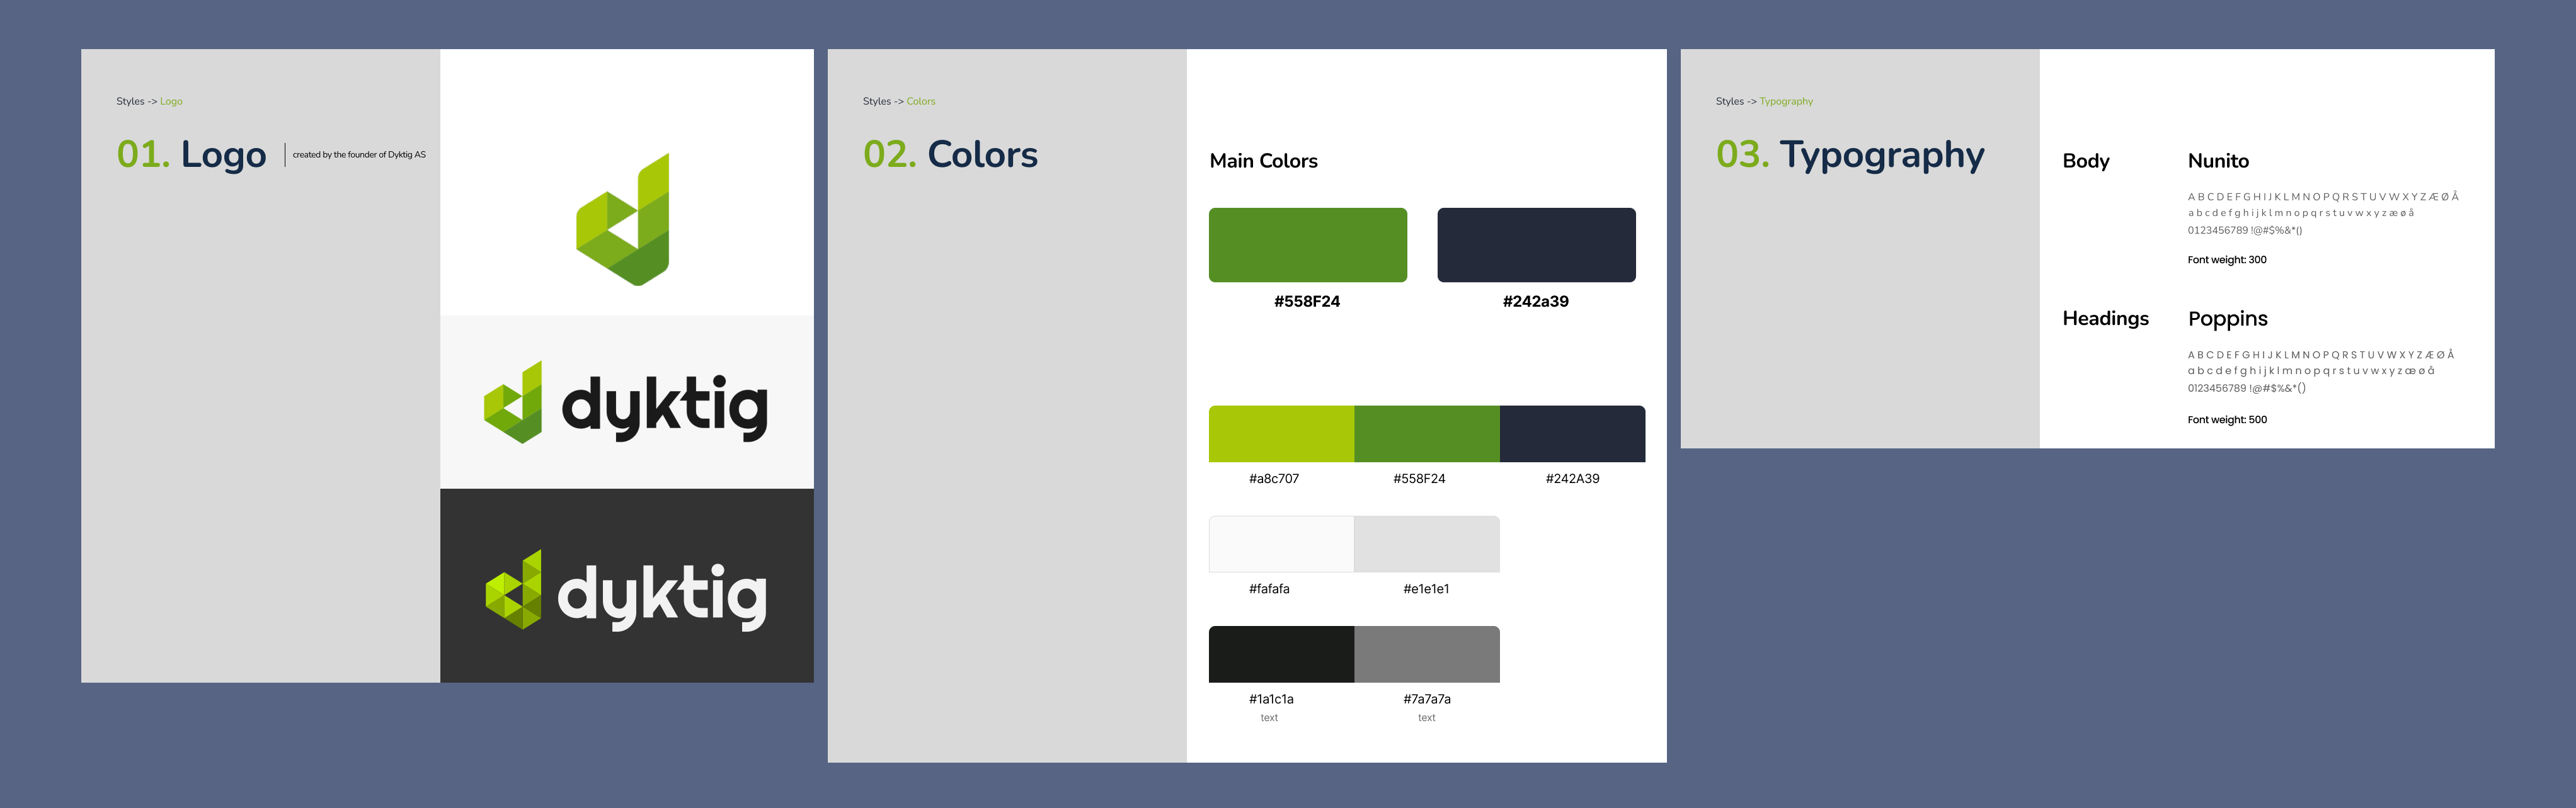 Styles -> Logo
01. Logo
created by the founder of Dyktig AS
dyktig
dyktig
Styles -> Colors
02. Colors
Main Colors
#558F24
#242a39
#a8c707
#558F24
#242A39
#fafafa
#e1e1e1
#1a1c1a
#7a7a7a
text
text
Styles -> Typography
03. Typography
Body
Nunito
A B C D E F G H I J K L M N O P Q R S T U V W X Y Z Æ Ø Å
a b c d e f g h i j k l m n o p q r s t u v w x y z æ ø å
0123456789 !@#$%&*()
Font weight: 300
Headings
Poppins
A B C D E F G H I J K L M N O P Q R S T U V W X Y Z Æ Ø Å
a b c d e f g h i j k l m n o p q r s t u v w x y z æ ø å
0123456789 !@#$%&*()
Font weight: 500